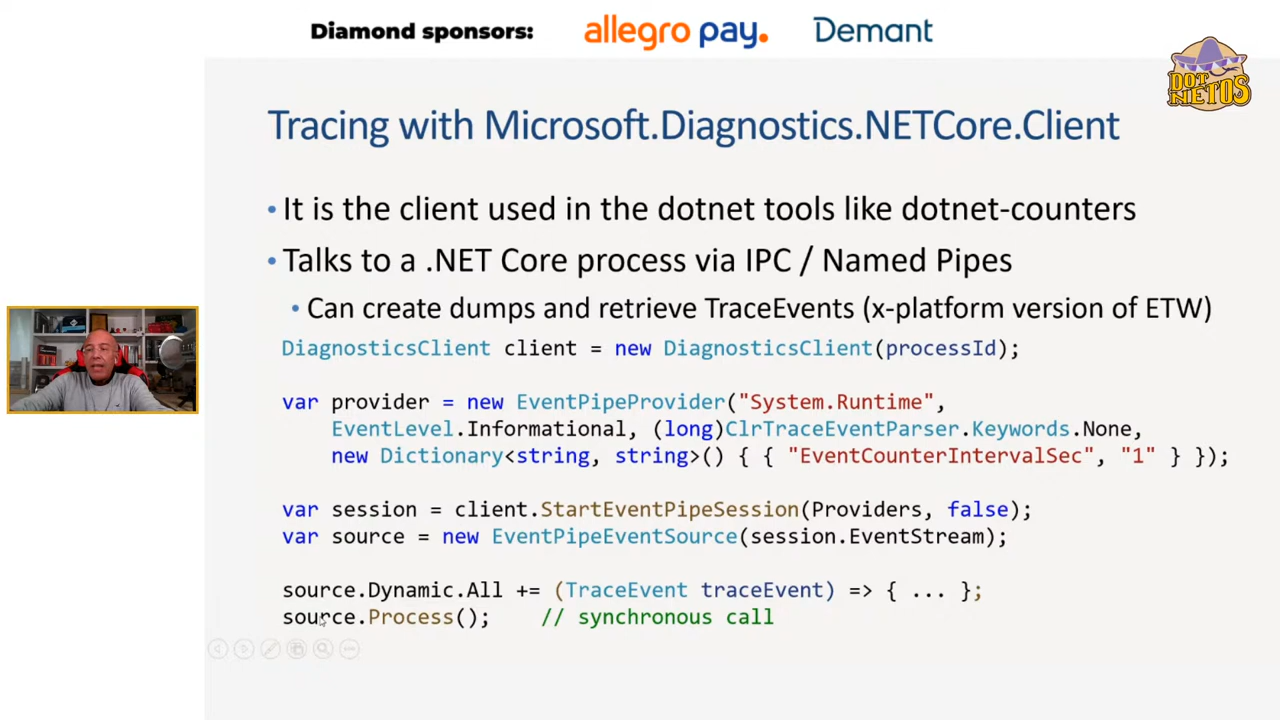 Diamond sponsors: allegro pay. Demant
DOT
NETOS
Tracing with Microsoft.Diagnostics.NETCore.Client
• It is the client used in the dotnet tools like dotnet-counters
• Talks to a .NET Core process via IPC / Named Pipes
• Can create dumps and retrieve TraceEvents (x-platform version of ETW)
DiagnosticsClient client = new DiagnosticsClient(processId);
var provider = new EventPipeProvider("System.Runtime",
EventLevel.Informational, (long)ClrTraceEventParser.Keywords.None,
new Dictionary<string, string>() { { "EventCounterIntervalSec", "1" } });
var session = client.StartEventPipeSession(Providers, false);
var source = new EventPipeEventSource(session.EventStream);
source.Dynamic.All += (TraceEvent traceEvent) => { ... };
source.Process(); // synchronous call